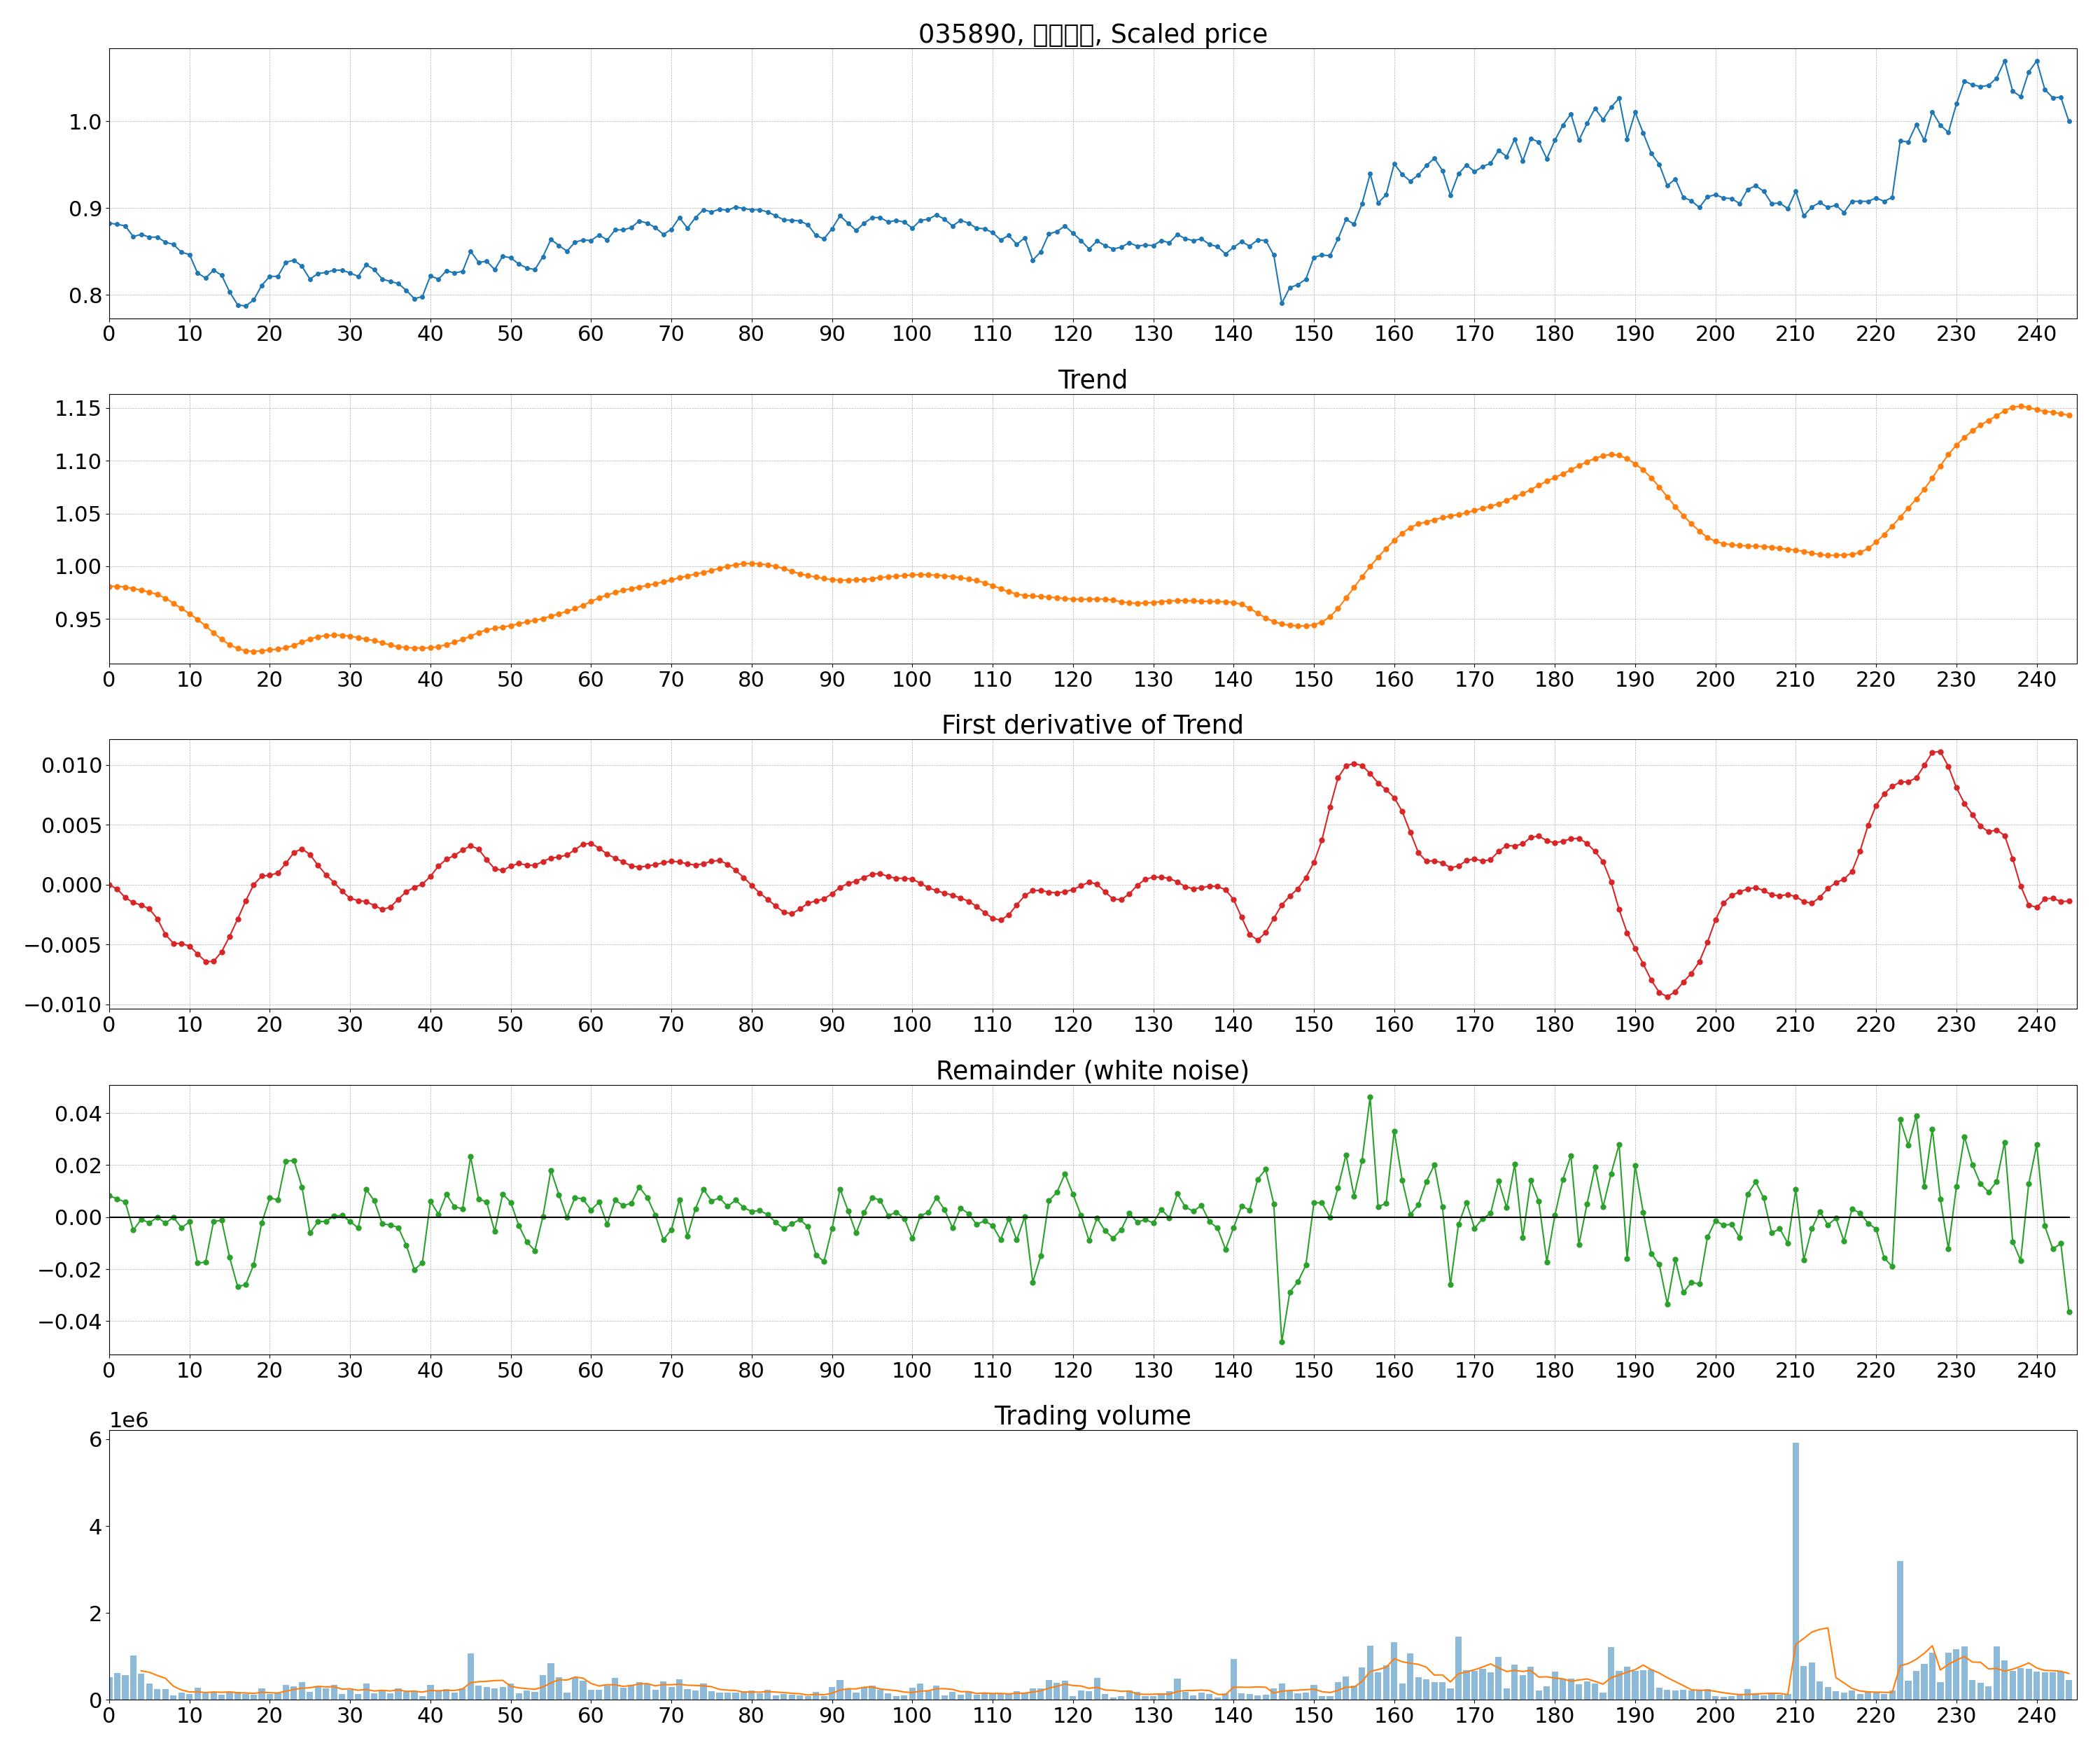 035890, □□□□, Scaled price
1.0
0.9
0.8
0 10 20 30 40 50 60 70 80 90 100 110 120 130 140 150 160 170 180 190 200 210 220 230 240
Trend
1.15
1.10
1.05
1.00
0.95
0 10 20 30 40 50 60 70 80 90 100 110 120 130 140 150 160 170 180 190 200 210 220 230 240
First derivative of Trend
0.010
0.005
0.000
−0.005
−0.010
0 10 20 30 40 50 60 70 80 90 100 110 120 130 140 150 160 170 180 190 200 210 220 230 240
Remainder (white noise)
0.04
0.02
0.00
−0.02
−0.04
0 10 20 30 40 50 60 70 80 90 100 110 120 130 140 150 160 170 180 190 200 210 220 230 240
Trading volume
1e6
6
4
2
0
0 10 20 30 40 50 60 70 80 90 100 110 120 130 140 150 160 170 180 190 200 210 220 230 240